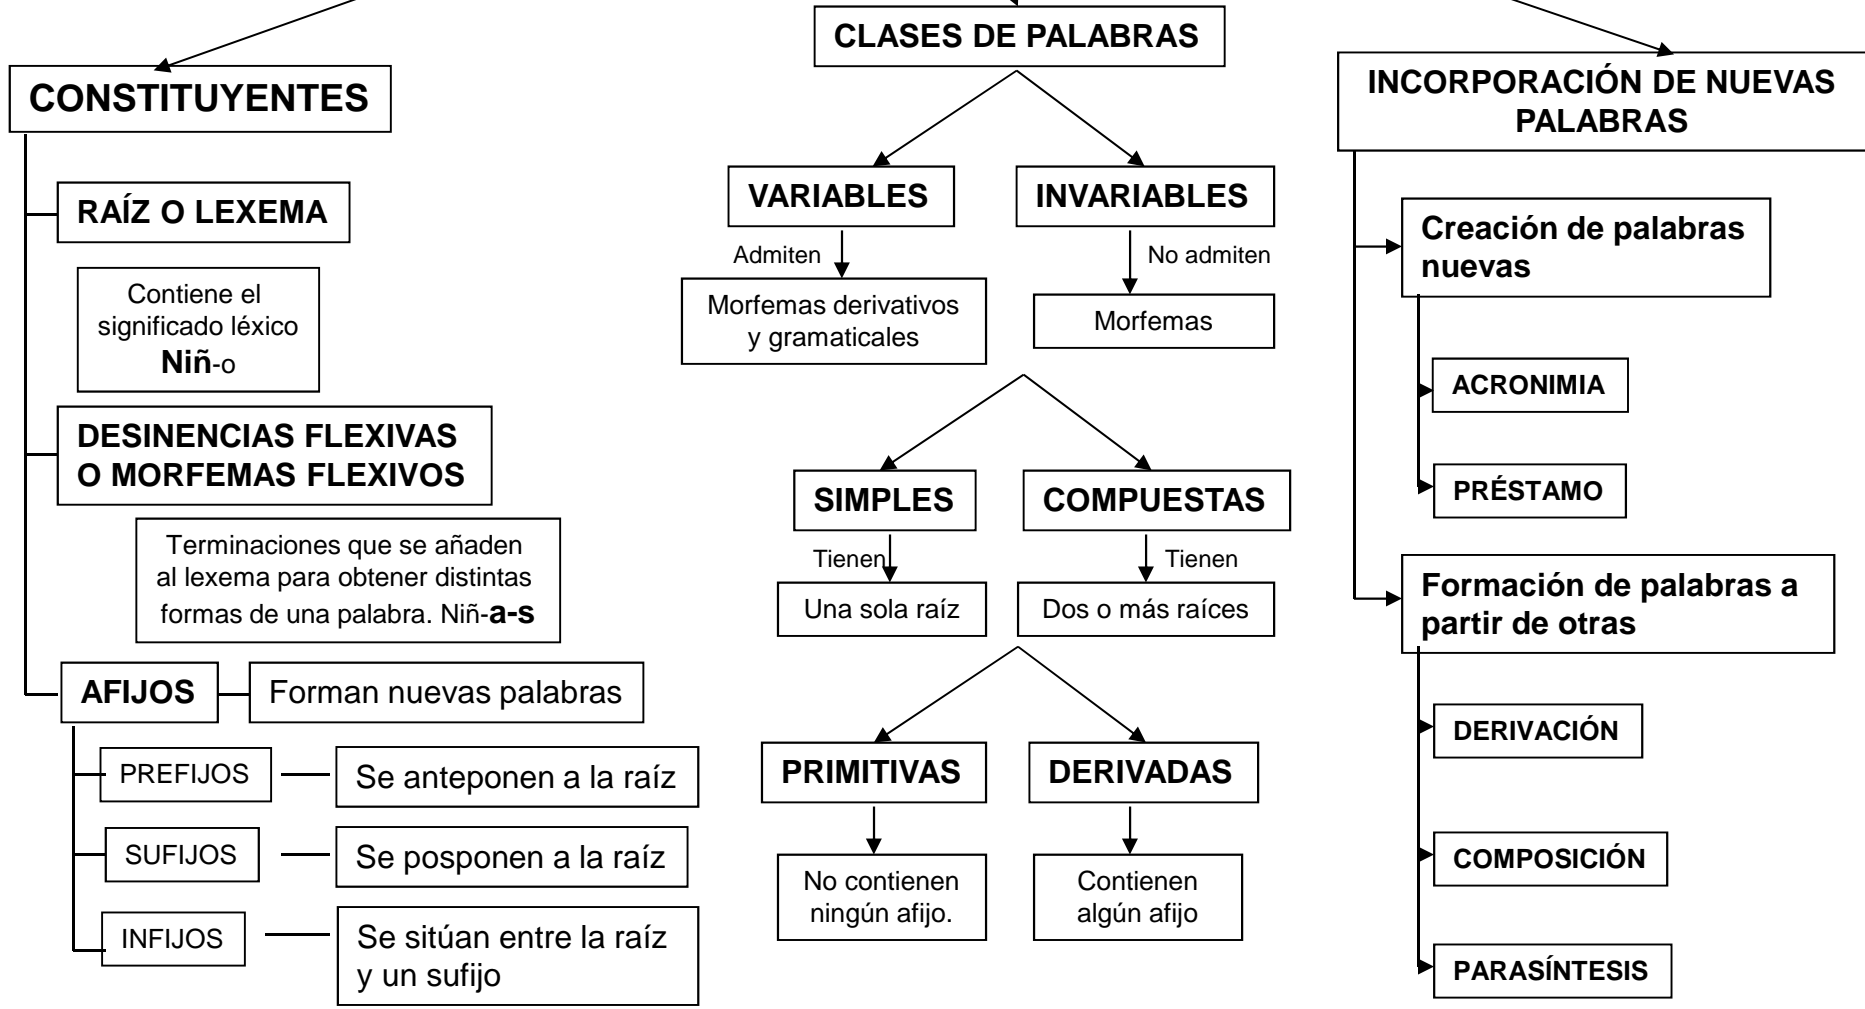 CONSTITUYENTES
RAÍZ O LEXEMA
Contiene el
significado léxico
Niñ-o
DESINENCIAS FLEXIVAS
O MORFEMAS FLEXIVOS
Terminaciones que se añaden
al lexema para obtener distintas
formas de una palabra. Niñ-a-s
AFIJOS
Forman nuevas palabras
PREFIJOS
Se anteponen a la raíz
SUFIJOS
Se posponen a la raíz
INFIJOS
Se sitúan entre la raíz
y un sufijo
CLASES DE PALABRAS
VARIABLES
INVARIABLES
Admiten
No admiten
Morfemas derivativos
y gramaticales
Morfemas
SIMPLES
COMPUESTAS
Tienen
Tienen
Una sola raíz
Dos o más raíces
PRIMITIVAS
DERIVADAS
No contienen
ningún afijo.
Contienen
algún afijo
INCORPORACIÓN DE NUEVAS
PALABRAS
Creación de palabras
nuevas
ACRONIMIA
PRÉSTAMO
Formación de palabras a
partir de otras
DERIVACIÓN
COMPOSICIÓN
PARASÍNTESIS